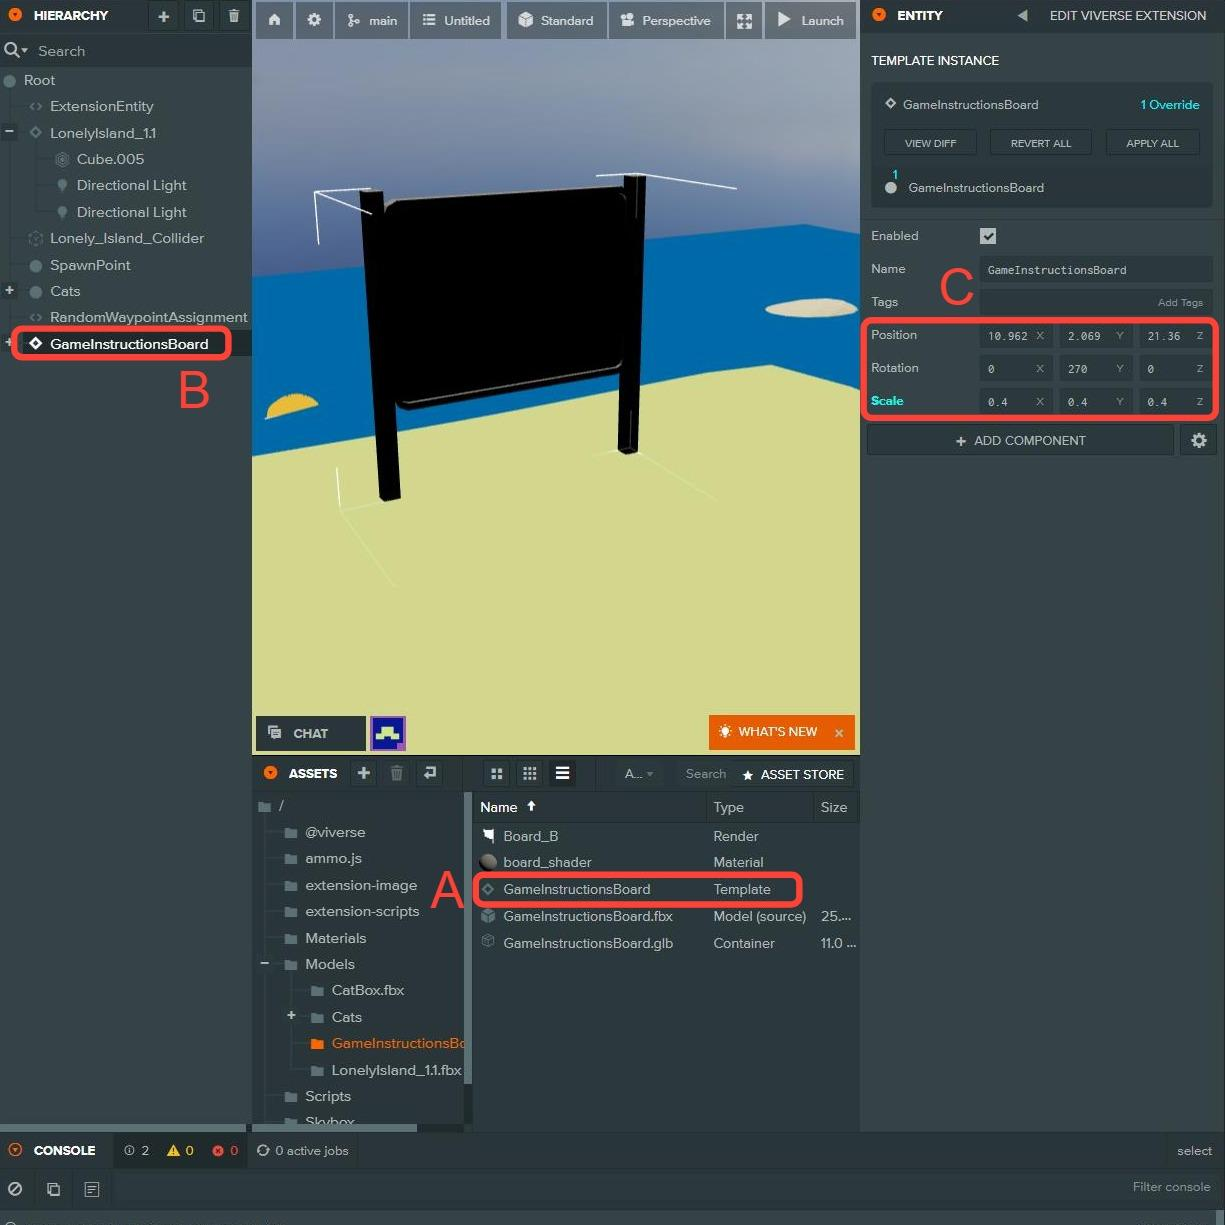 HIERARCHY
Search
Root
ExtensionEntity
LonelyIsland_1.1
Cube.005
Directional Light
Directional Light
Lonely_Island_Collider
SpawnPoint
Cats
RandomWaypointAssignment
GameInstructionsBoard
B
main
Untitled
Standard
Perspective
Launch
CHAT
WHAT'S NEW ×
ENTITY
EDIT VIVERSE EXTENSION
TEMPLATE INSTANCE
GameInstructionsBoard 1 Override
VIEW DIFF REVERT ALL APPLY ALL
1
GameInstructionsBoard
Enabled
Name GameInstructionsBoard
C
Tags Add Tags
Position 10.962 X 2.069 Y 21.36 Z
Rotation 0 X 270 Y 0 Z
Scale 0.4 X 0.4 Y 0.4 Z
+ ADD COMPONENT
ASSETS
A... Search ★ ASSET STORE
/
@viverse
ammo.js
extension-image
extension-scripts
Materials
Models
CatBox.fbx
Cats
GameInstructionsBo
LonelyIsland_1.1.fbx
Scripts
Skybox
Name Type Size
Board_B Render
board_shader Material
A
GameInstructionsBoard Template
GameInstructionsBoard.fbx Model (source) 25....
GameInstructionsBoard.glb Container 11.0 ...
CONSOLE 2 0 0 0 active jobs select
Filter console